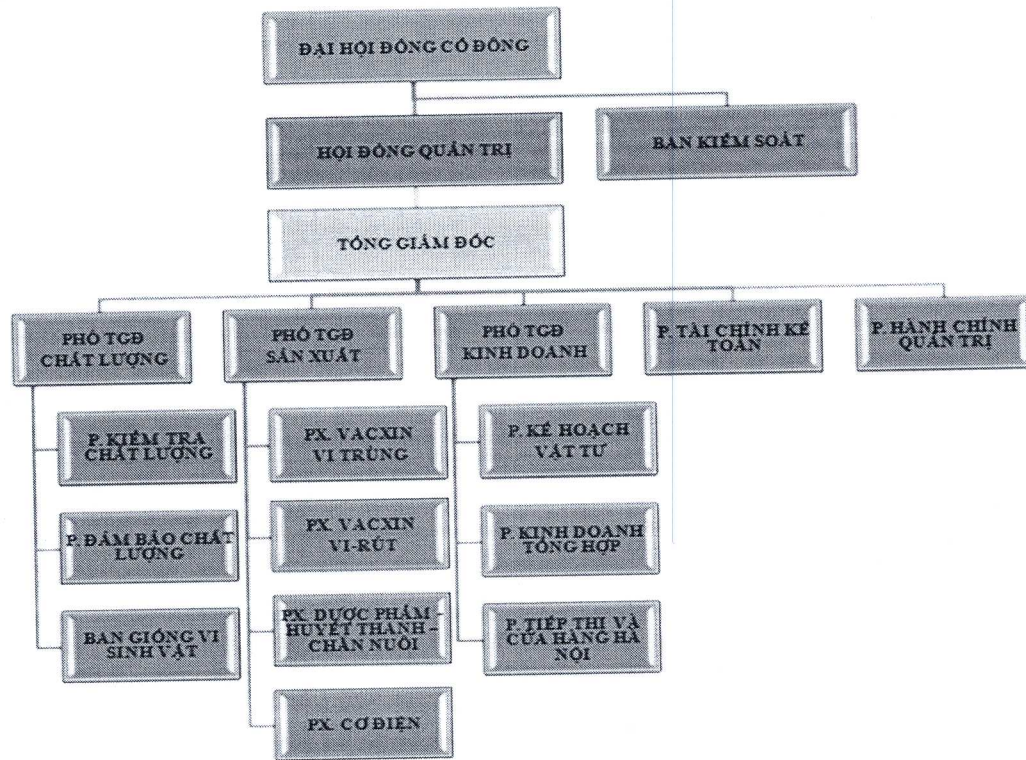 ĐẠI HỘI ĐỒNG CỔ ĐÔNG
HỘI ĐỒNG QUẢN TRỊ
BAN KIỂM SOÁT
TỔNG GIÁM ĐỐC
PHÓ TGĐ
CHẤT LƯỢNG
PHÓ TGĐ
SẢN XUẤT
PHÓ TGĐ
KINH DOANH
P. TÀI CHÍNH KẾ
TOÁN
P. HÀNH CHÍNH
QUẢN TRỊ
P. KIỂM TRA
CHẤT LƯỢNG
PX. VACXIN
VI TRÙNG
P. KẾ HOẠCH
VẬT TƯ
P. ĐẢM BẢO CHẤT
LƯỢNG
PX. VACXIN
VI-RÚT
P. KINH DOANH
TỔNG HỢP
BAN GIỐNG VI
SINH VẬT
PX. DƯỢC PHẨM –
HUYẾT THANH –
CHĂN NUÔI
P. TIẾP THỊ VÀ
CỬA HÀNG HÀ
NỘI
PX. CƠ ĐIỆN